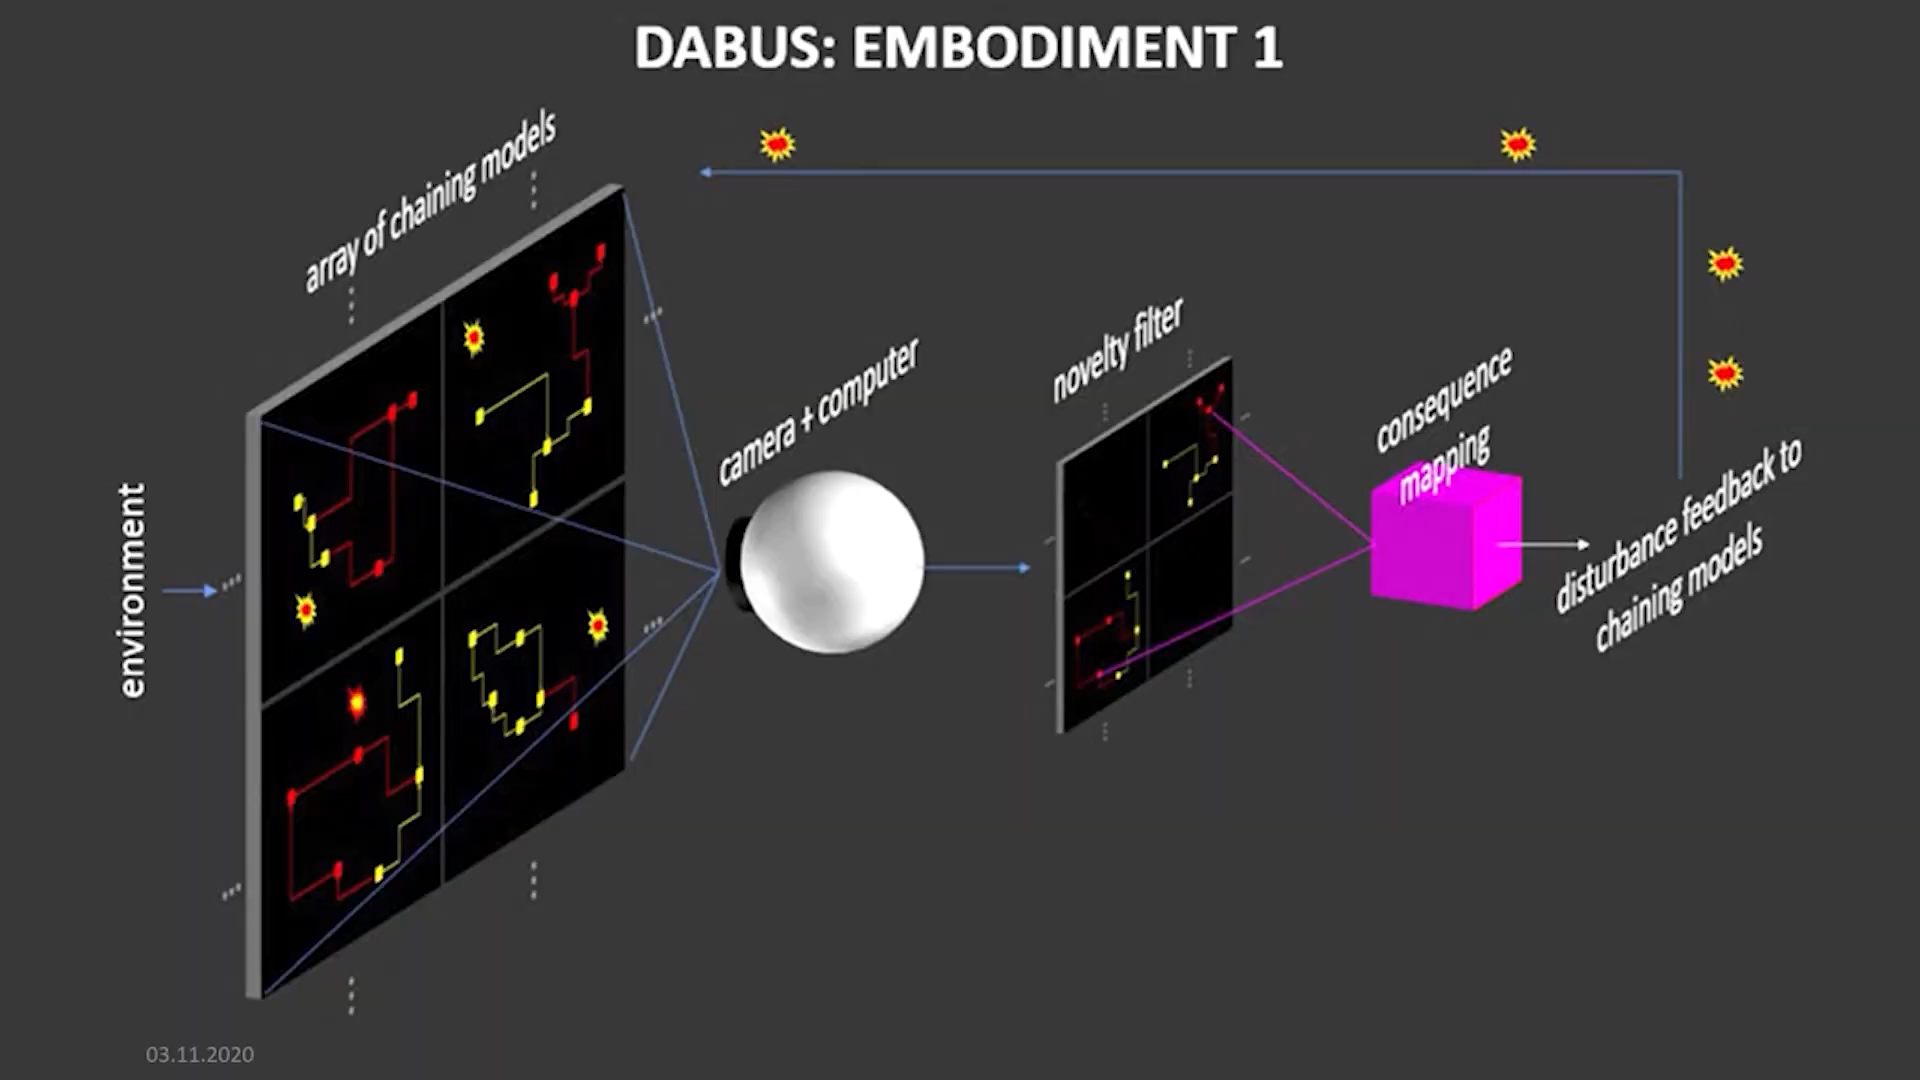 DABUS: EMBODIMENT 1
array of chaining models
environment
camera + computer
novelty filter
consequence
mapping
disturbance feedback to
chaining models
03.11.2020